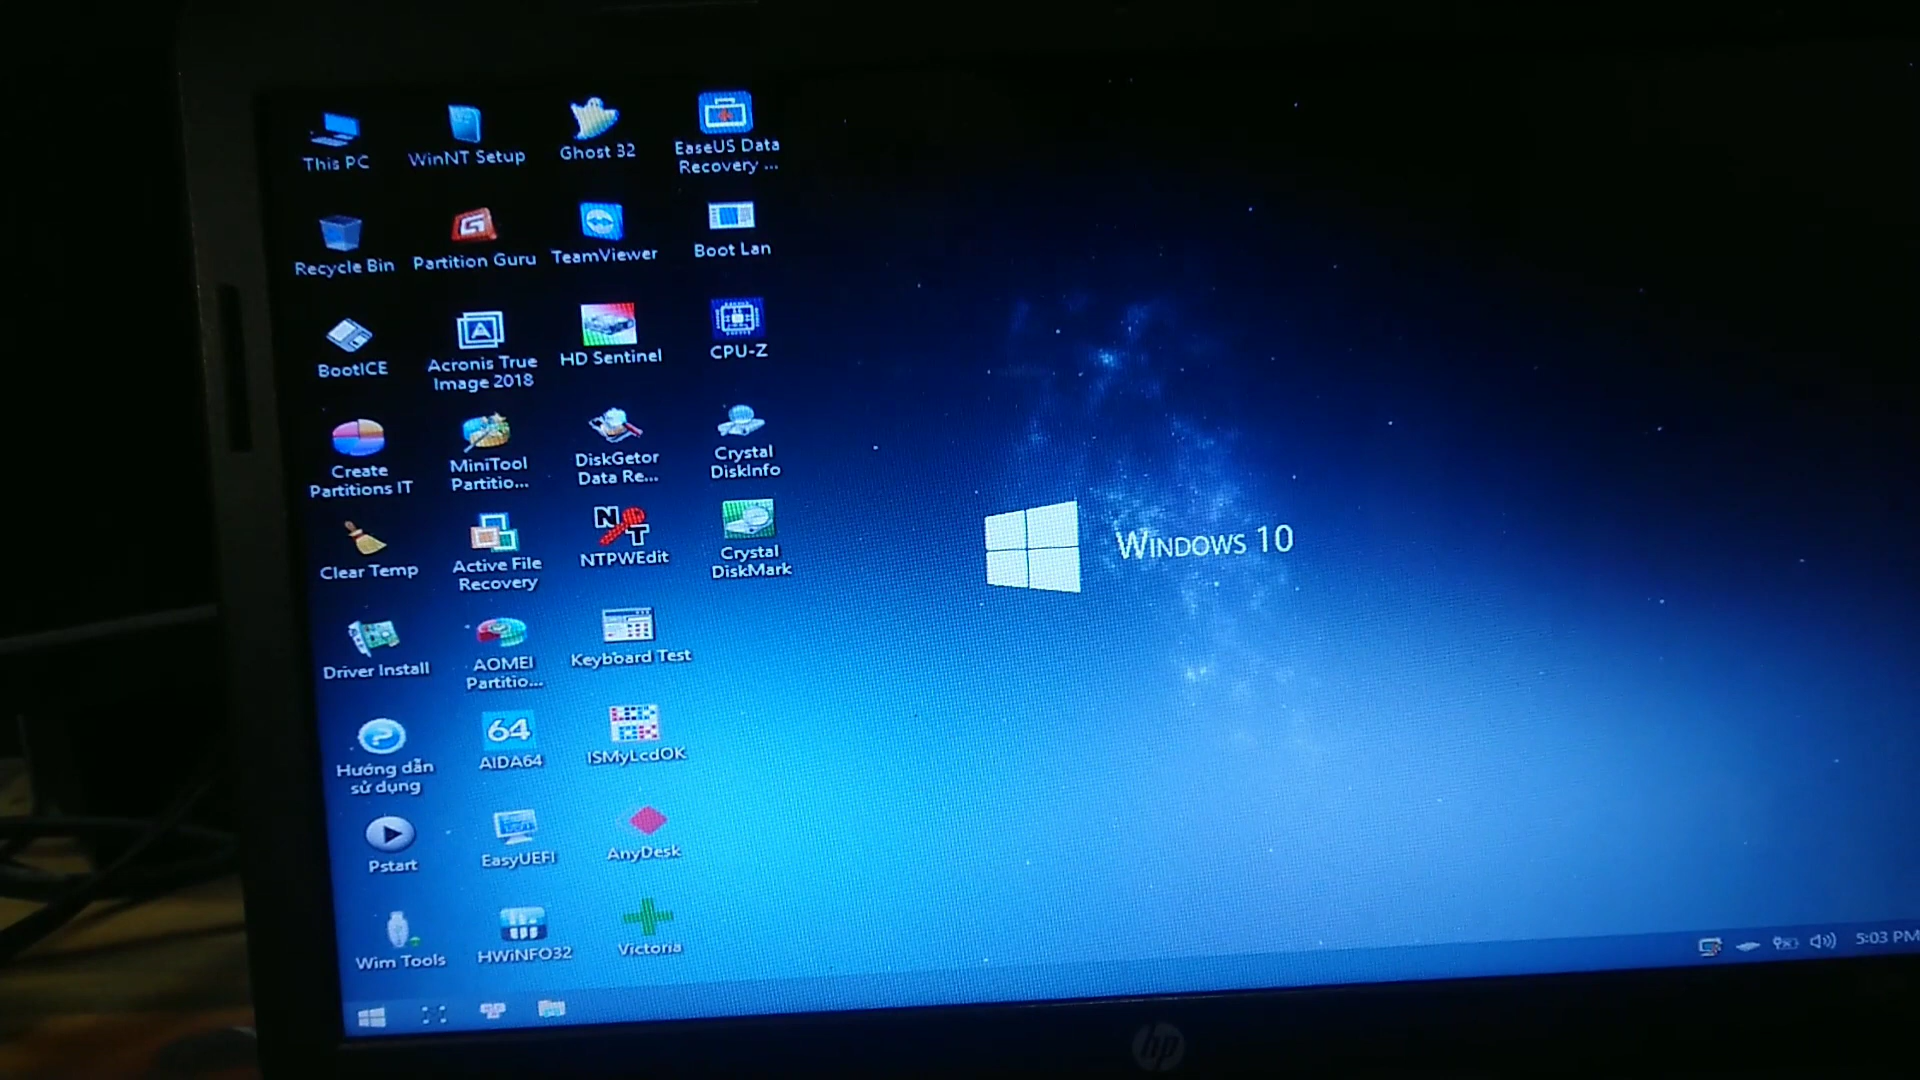 This PC
WinNT Setup
Ghost 32
EaseUS Data
Recovery ...
Recycle Bin
Partition Guru
TeamViewer
Boot Lan
BootICE
Acronis True
Image 2018
HD Sentinel
CPU-Z
Create
Partitions IT
MiniTool
Partitio...
DiskGetor
Data Re...
Crystal
DiskInfo
Clear Temp
Active File
Recovery
NTPWEdit
Crystal
DiskMark
WINDOWS 10
Driver Install
AOMEI
Partitio...
Keyboard Test
Hướng dẫn
sử dụng
64
AIDA64
ISMyLcdOK
Pstart
EasyUEFI
AnyDesk
Wim Tools
HWiNFO32
Victoria
5:03 PM
hp